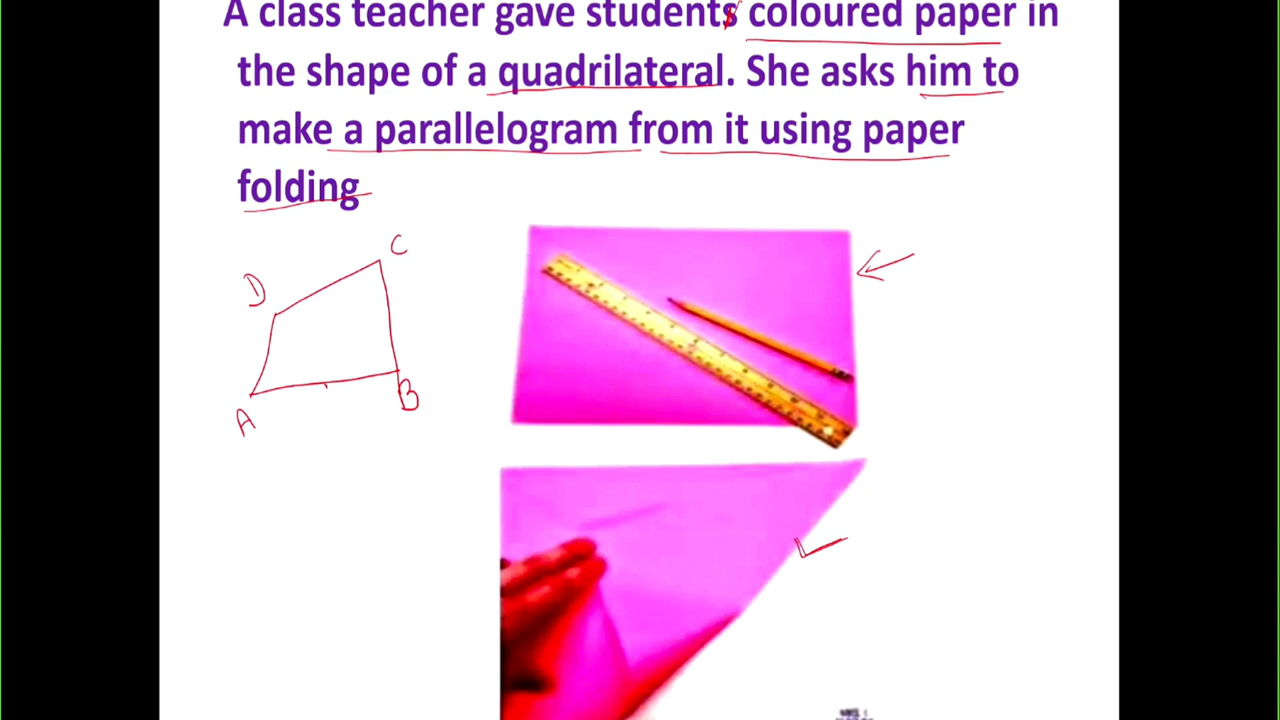 A class teacher gave students coloured paper in
the shape of a quadrilateral. She asks him to
make a parallelogram from it using paper
folding
C
D
B
A